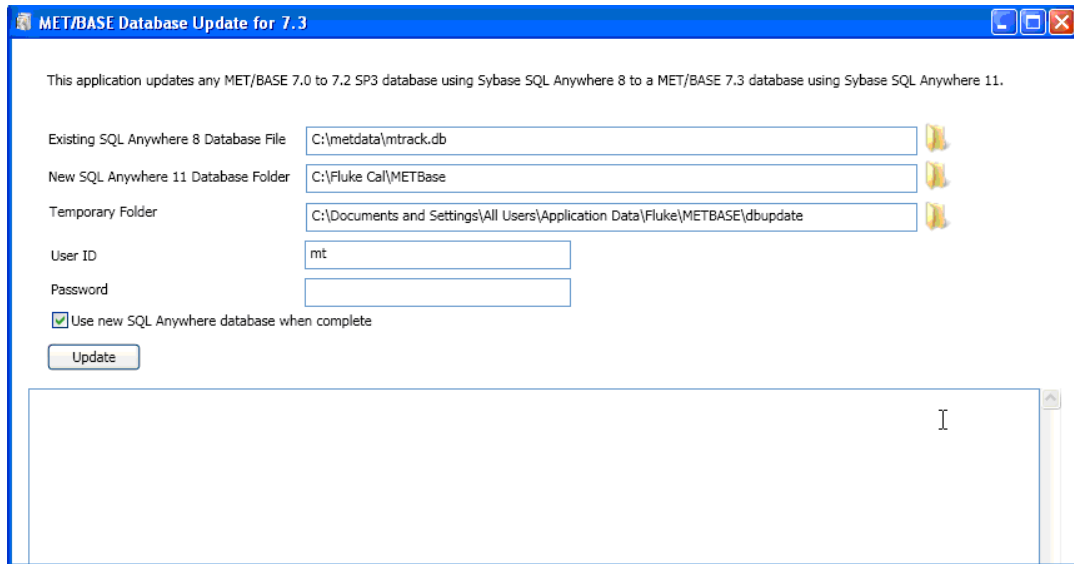 MET/BASE Database Update for 7.3
This application updates any MET/BASE 7.0 to 7.2 SP3 database using Sybase SQL Anywhere 8 to a MET/BASE 7.3 database using Sybase SQL Anywhere 11.
Existing SQL Anywhere 8 Database File C:\metdata\mtrack.db
New SQL Anywhere 11 Database Folder C:\Fluke Cal\METBase
Temporary Folder C:\Documents and Settings\All Users\Application Data\Fluke\METBASE\dbupdate
User ID mt
Password
Use new SQL Anywhere database when complete
Update